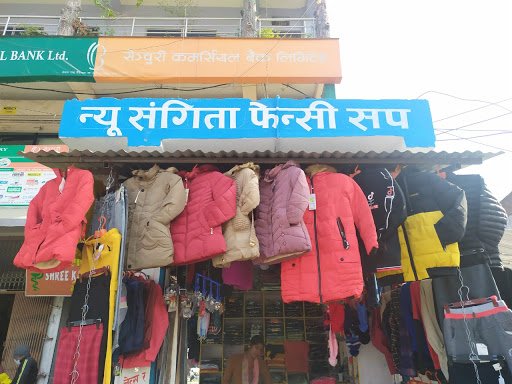 L BANK Ltd.
सेञ्चुरी कमर्सियल बैंक लिमिटेड
न्यू संगिता फेन्सी सप
SHREE K